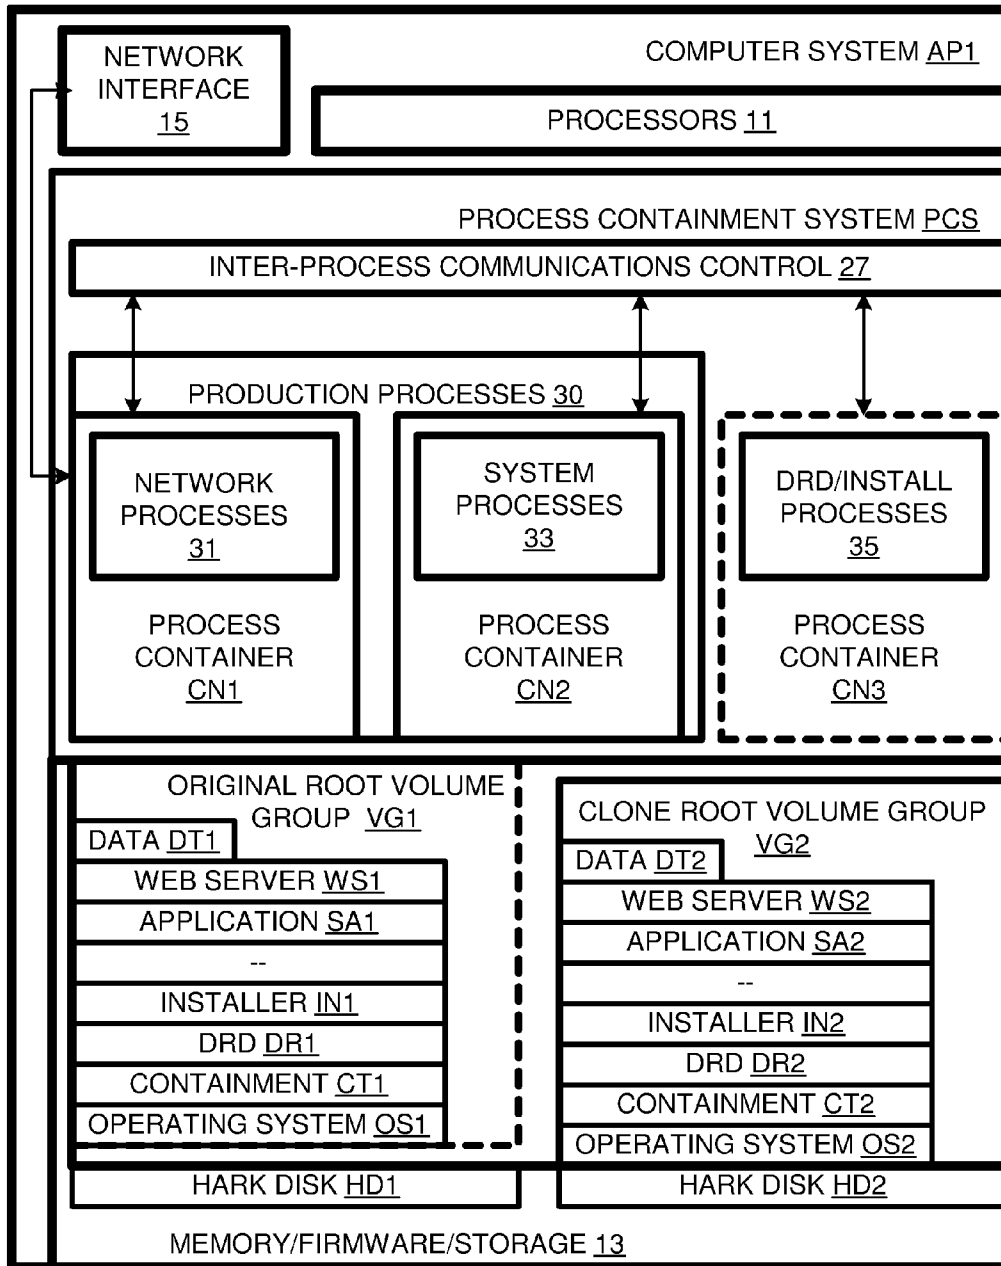 NETWORK
INTERFACE
15
COMPUTER SYSTEM AP1
PROCESSORS 11
PROCESS CONTAINMENT SYSTEM PCS
INTER-PROCESS COMMUNICATIONS CONTROL 27
PRODUCTION PROCESSES 30
NETWORK
PROCESSES
31
PROCESS
CONTAINER
CN1
SYSTEM
PROCESSES
33
PROCESS
CONTAINER
CN2
DRD/INSTALL
PROCESSES
35
PROCESS
CONTAINER
CN3
ORIGINAL ROOT VOLUME
GROUP VG1
DATA DT1
WEB SERVER WS1
APPLICATION SA1
--
INSTALLER IN1
DRD DR1
CONTAINMENT CT1
OPERATING SYSTEM OS1
HARK DISK HD1
CLONE ROOT VOLUME GROUP
VG2
DATA DT2
WEB SERVER WS2
APPLICATION SA2
--
INSTALLER IN2
DRD DR2
CONTAINMENT CT2
OPERATING SYSTEM OS2
HARK DISK HD2
MEMORY/FIRMWARE/STORAGE 13